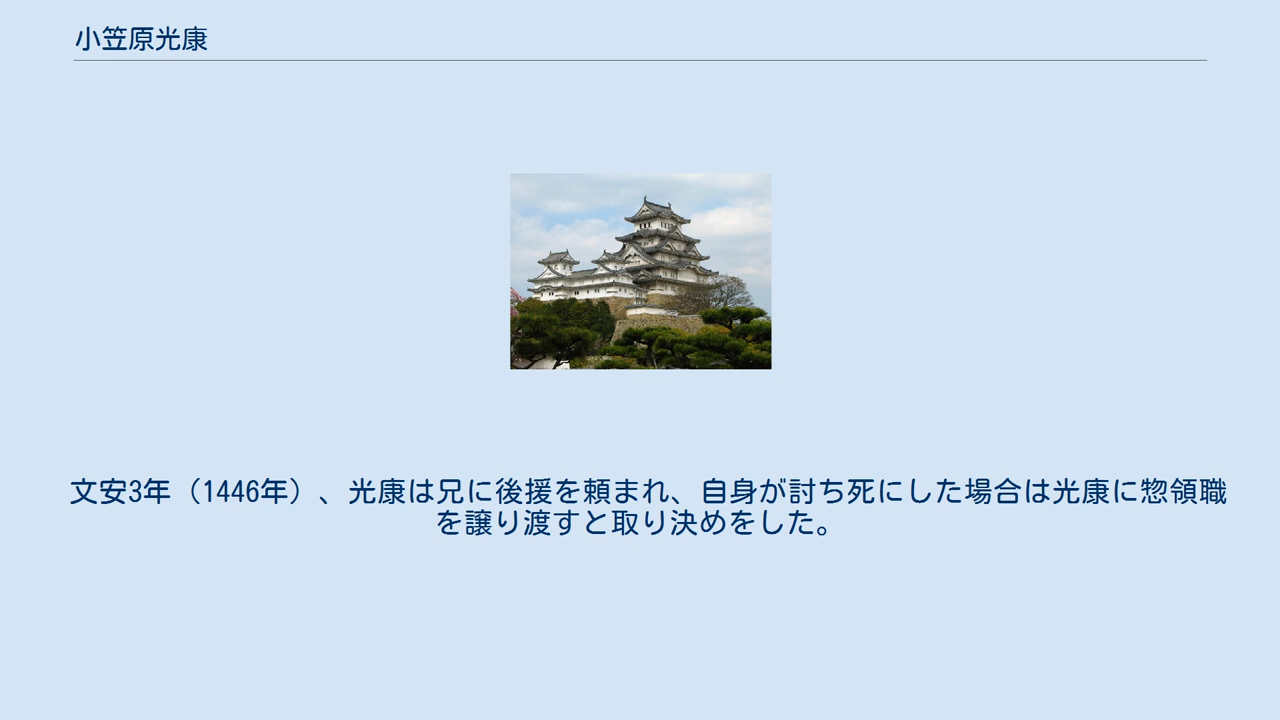 小笠原光康
文安3年（1446年）、光康は兄に後援を頼まれ、自身が討ち死にした場合は光康に惣領職
を譲り渡すと取り決めをした。